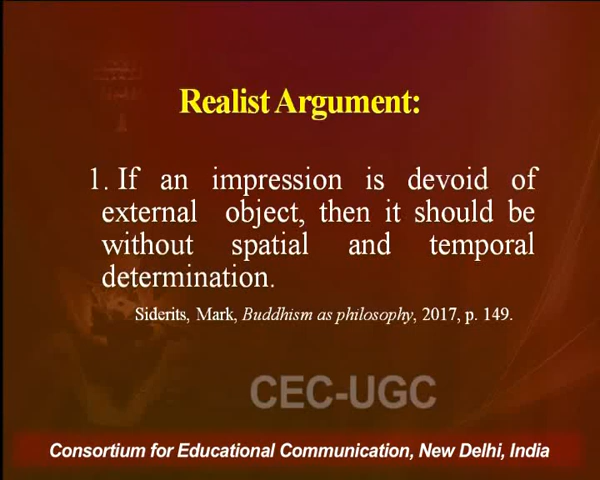 Realist Argument:
1. If an impression is devoid of
external object, then it should be
without spatial and temporal
determination.
Siderits, Mark, Buddhism as philosophy, 2017, p. 149.
CEC-UGC
Consortium for Educational Communication, New Delhi, India